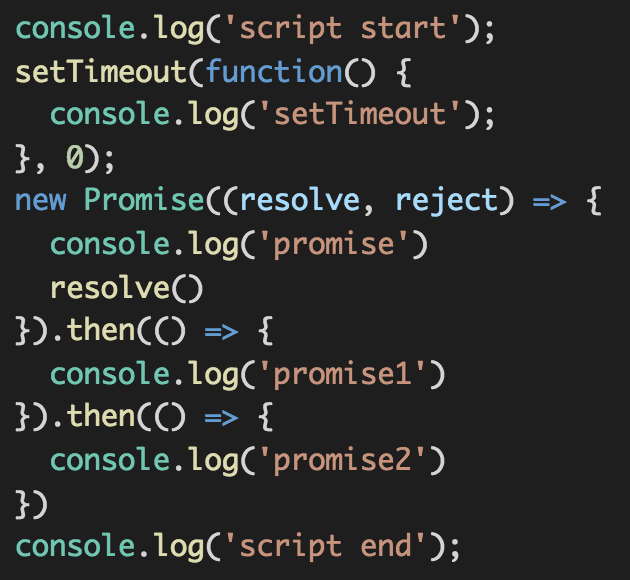 console.log('script start');
setTimeout(function() {
  console.log('setTimeout');
}, 0);
new Promise((resolve, reject) => {
  console.log('promise')
  resolve()
}).then(() => {
  console.log('promise1')
}).then(() => {
  console.log('promise2')
})
console.log('script end');